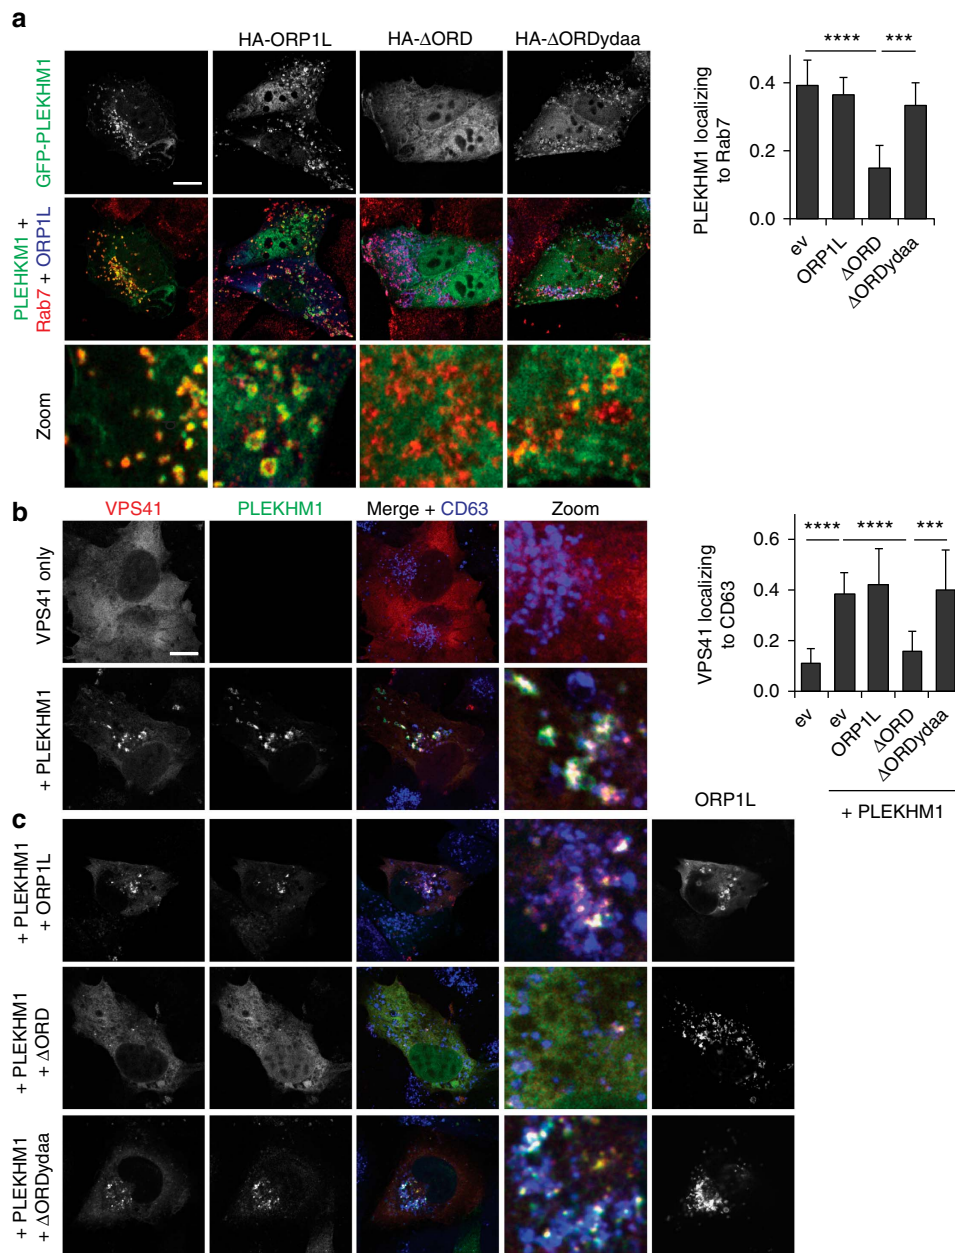 a
HA-ORP1L
HA-ΔORD
HA-ΔORDydaa
GFP-PLEKHM1
PLEHKM1 +
Rab7 + ORP1L
Zoom
PLEKHM1 localizing
to Rab7
****
***
0.4
0.2
0.0
ev
ORP1L
ΔORD
ΔORDydaa
b
VPS41
PLEKHM1
Merge + CD63
Zoom
VPS41 only
+ PLEKHM1
VPS41 localizing
to CD63
****
****
***
0.6
0.4
0.2
0.0
ev
ev
ORP1L
ΔORD
ΔORDydaa
+ PLEKHM1
c
ORP1L
+ PLEKHM1
+ ORP1L
+ PLEKHM1
+ ΔORD
+ PLEKHM1
+ ΔORDydaa